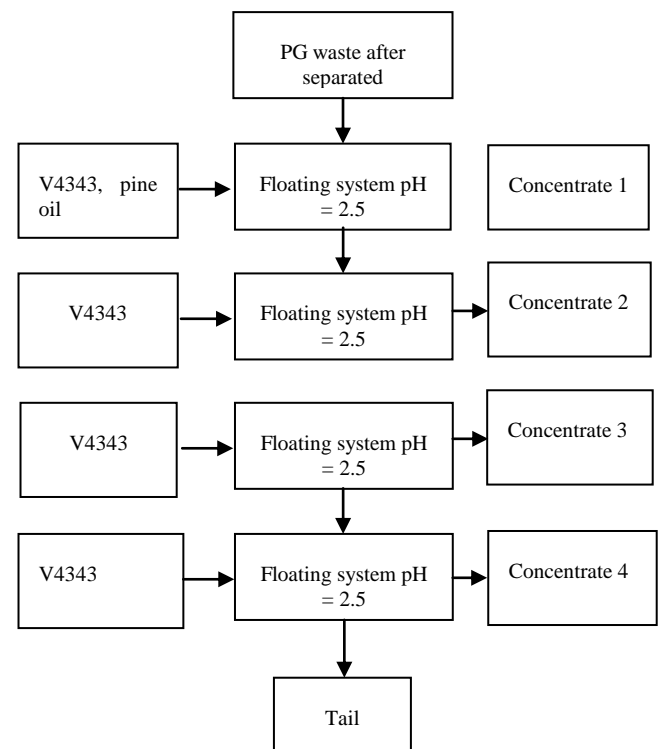 PG waste after
separated
V4343, pine
oil
Floating system pH
= 2.5
Concentrate 1
V4343
Floating system pH
= 2.5
Concentrate 2
V4343
Floating system pH
= 2.5
Concentrate 3
V4343
Floating system pH
= 2.5
Concentrate 4
Tail